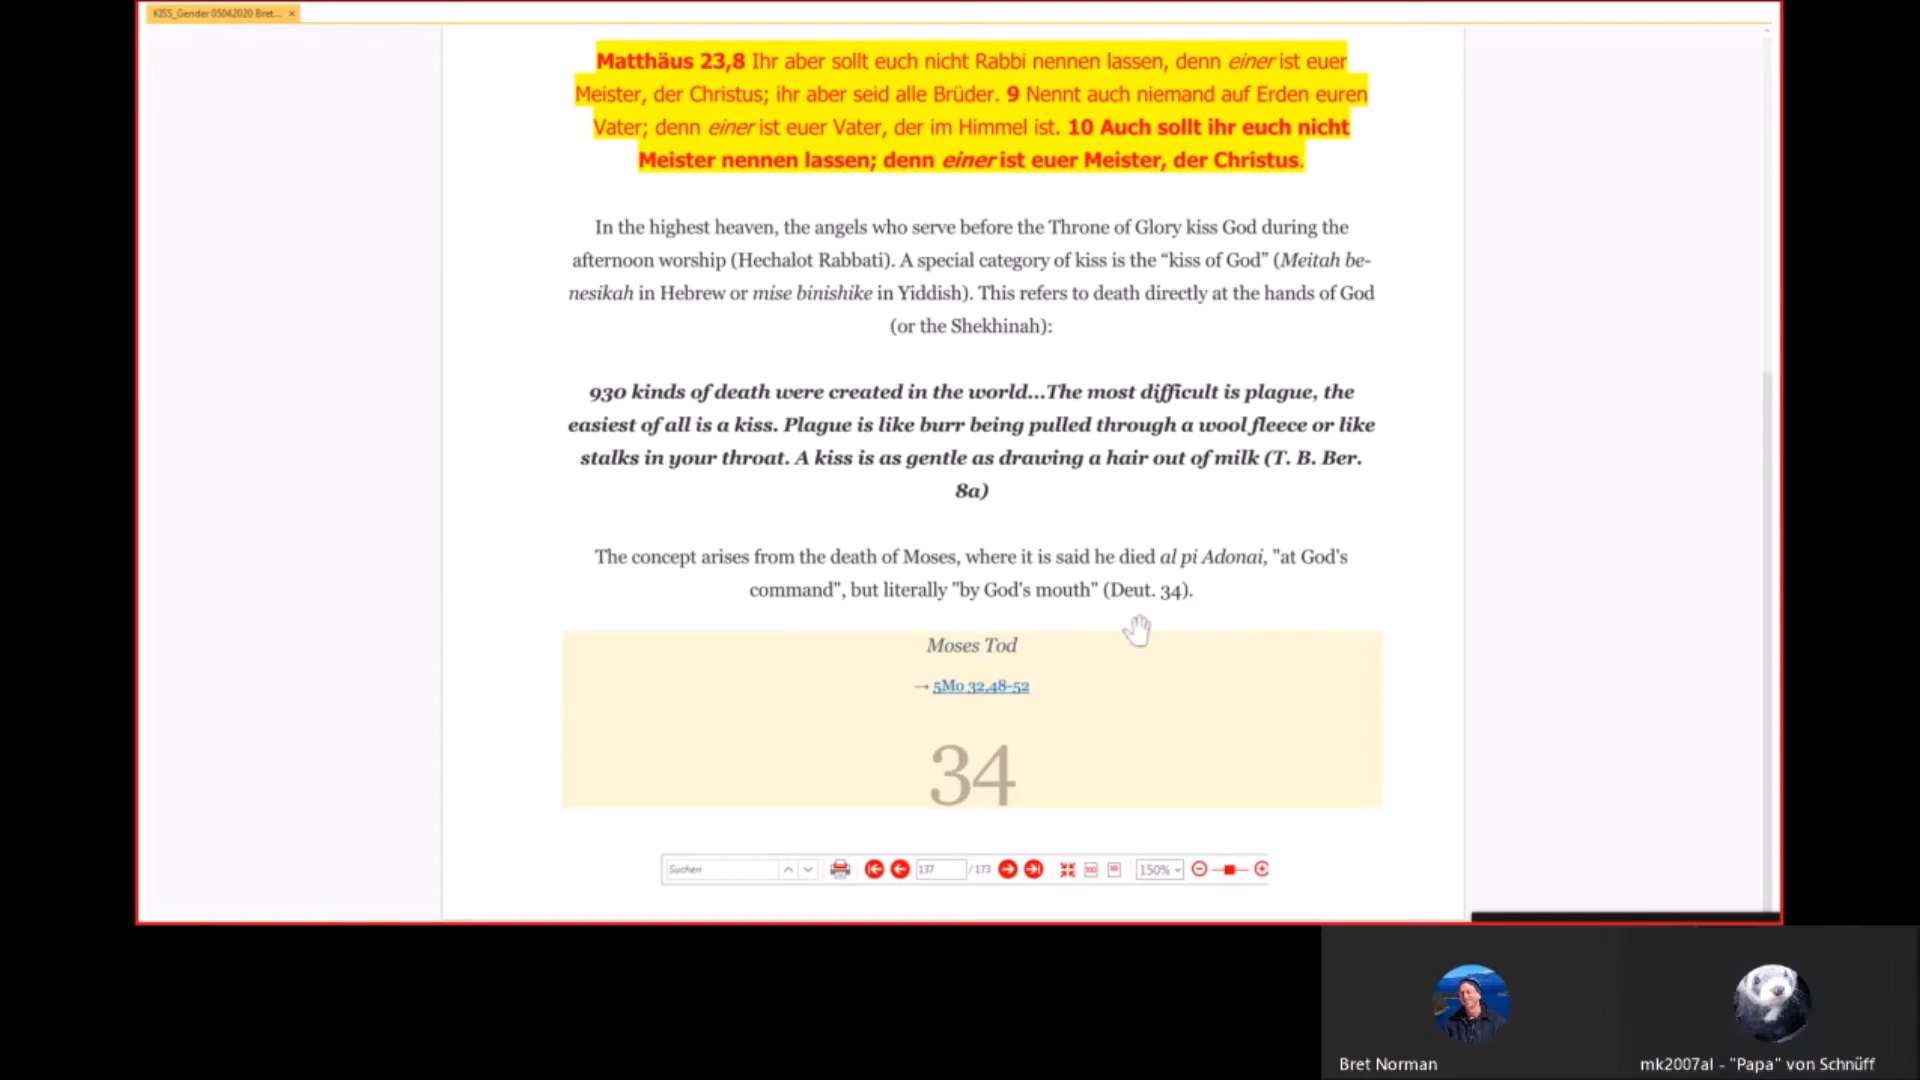 KISS_Gender 05042020 Bret... ×
Matthäus 23,8 Ihr aber sollt euch nicht Rabbi nennen lassen, denn einer ist euer
Meister, der Christus; ihr aber seid alle Brüder. 9 Nennt auch niemand auf Erden euren
Vater; denn einer ist euer Vater, der im Himmel ist. 10 Auch sollt ihr euch nicht
Meister nennen lassen; denn einer ist euer Meister, der Christus.
In the highest heaven, the angels who serve before the Throne of Glory kiss God during the
afternoon worship (Hechalot Rabbati). A special category of kiss is the “kiss of God” (Meitah be-
nesikah in Hebrew or mise binishike in Yiddish). This refers to death directly at the hands of God
(or the Shekhinah):
930 kinds of death were created in the world...The most difficult is plague, the
easiest of all is a kiss. Plague is like burr being pulled through a wool fleece or like
stalks in your throat. A kiss is as gentle as drawing a hair out of milk (T. B. Ber.
8a)
The concept arises from the death of Moses, where it is said he died al pi Adonai, "at God's
command", but literally "by God's mouth" (Deut. 34).
Moses Tod
→ 5Mo 32,48-52
34
Suchen 137 / 173 150%
Bret Norman
mk2007al - "Papa" von Schnüff